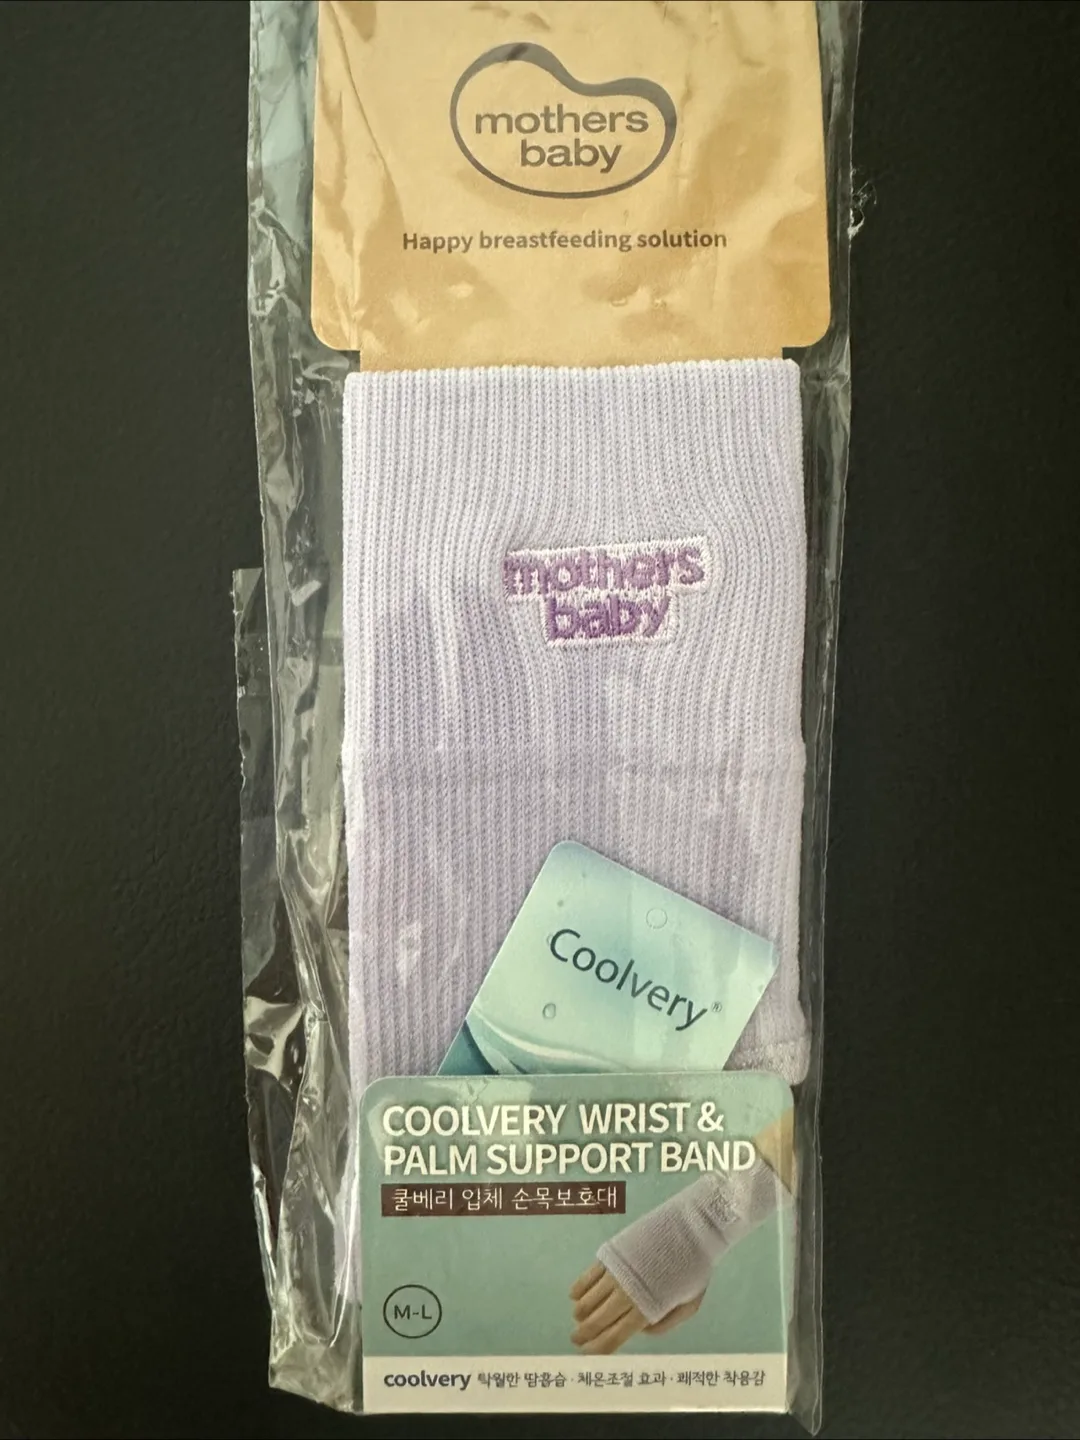 mothers
baby
Happy breastfeeding solution
mothers
baby
Coolvery®
COOLVERY WRIST &
PALM SUPPORT BAND
쿨베리 입체 손목보호대
M-L
coolvery 탁월한 땀흡습 · 체온조절 효과 · 쾌적한 착용감